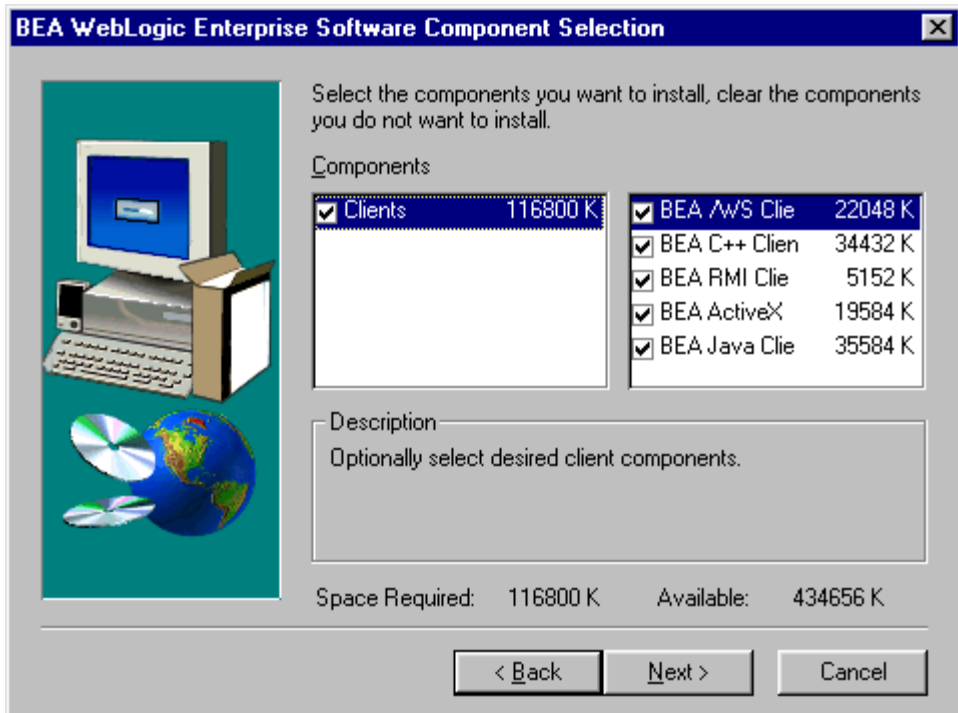 BEA WebLogic Enterprise Software Component Selection
Select the components you want to install, clear the components
you do not want to install.
Components
Clients 116800 K
BEA /WS Clie 22048 K
BEA C++ Clien 34432 K
BEA RMI Clie 5152 K
BEA ActiveX 19584 K
BEA Java Clie 35584 K
Description
Optionally select desired client components.
Space Required: 116800 K Available: 434656 K
< Back Next > Cancel